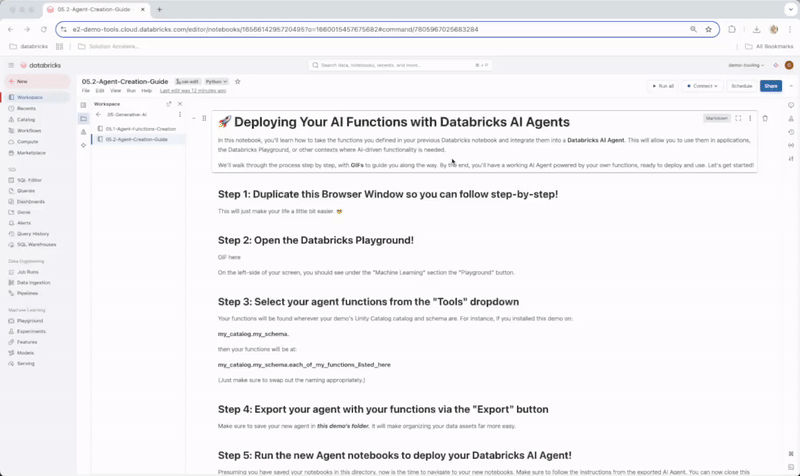 05.2-Agent-Creation-Guide
e2-demo-tools.cloud.databricks.com/editor/notebooks/1656614295720495?o=1660015457675682#command/7805967025683284
databricks
Solution Accelera...
All Bookmarks
databricks
Search data, notebooks, recents, and more...
demo-tooling
New
Workspace
Recents
Catalog
Workflows
Compute
Marketplace
SQL
SQL Editor
Queries
Dashboards
Genie
Alerts
Query History
SQL Warehouses
Data Engineering
Job Runs
Data Ingestion
Pipelines
Machine Learning
Playground
Experiments
Features
Models
Serving
05.2-Agent-Creation-Guide
Python
File Edit View Run Help
Last edit was 12 minutes ago
Run all
Connect
Schedule
Share
Workspace
05-Generative AI
05.1-Agent-Functions-Creation
05.2-Agent-Creation-Guide
Markdown
🚀 Deploying Your AI Functions with Databricks AI Agents
In this notebook, you'll learn how to take the functions you defined in your previous Databricks notebook and integrate them into a Databricks AI Agent. This will allow you to use them in applications,
the Databricks Playground, or other contexts where AI-driven functionality is needed.
We'll walk through the process step by step, with GIFs to guide you along the way. By the end, you'll have a working AI Agent powered by your own functions, ready to deploy and use. Let's get started!
Step 1: Duplicate this Browser Window so you can follow step-by-step!
This will just make your life a little bit easier. 😎
Step 2: Open the Databricks Playground!
GIF here
On the left-side of your screen, you should see under the "Machine Learning" section the "Playground" button.
Step 3: Select your agent functions from the "Tools" dropdown
Your functions will be found wherever your demo's Unity Catalog catalog and schema are. For instance, if you installed this demo on:
my_catalog.my_schema.
then your functions will be at:
my_catalog.my_schema.each_of_my_functions_listed_here
(Just make sure to swap out the naming appropriately.)
Step 4: Export your agent with your functions via the "Export" button
Make sure to save your new agent in this demo's folder. It will make organizing your data assets far more easy.
Step 5: Run the new Agent notebooks to deploy your Databricks AI Agent!
Presuming you have saved your notebooks in this directory, now is the time to navigate to your new notebooks. Make sure to follow the instructions from the exported AI Agent. You can now close this